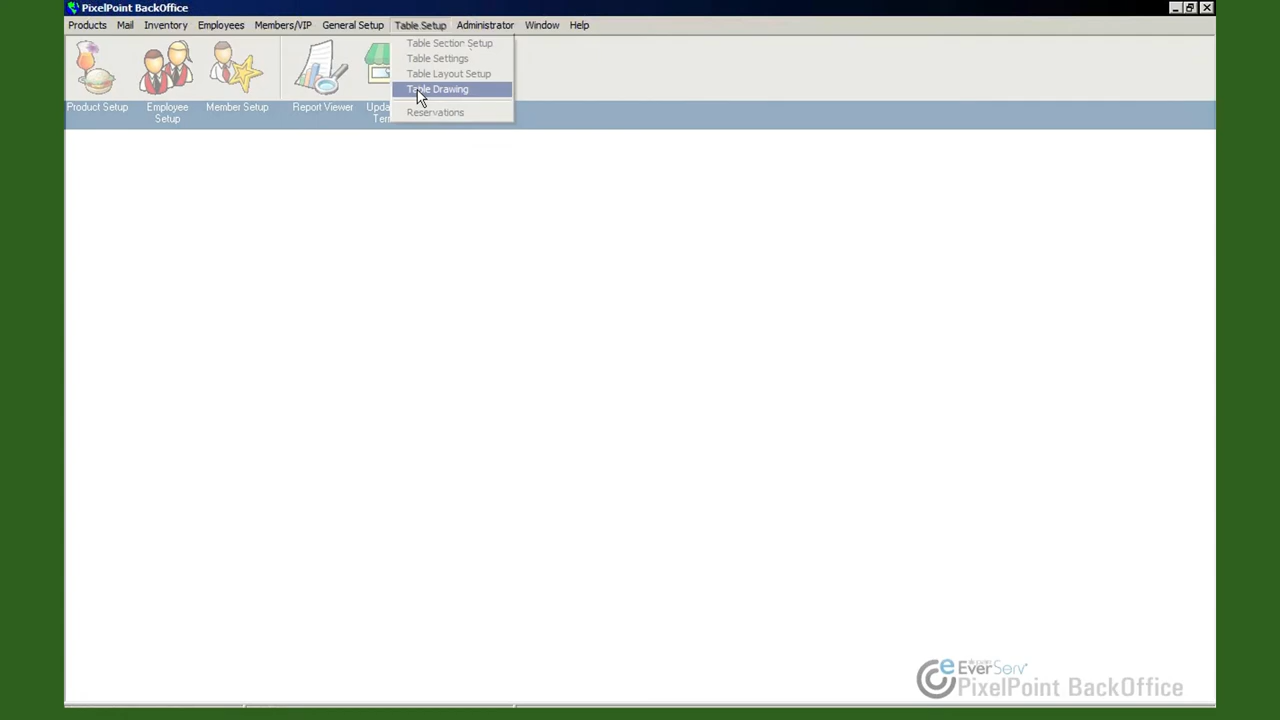 PixelPoint BackOffice
Products Mail Inventory Employees Members/VIP General Setup Table Setup Administrator Window Help
Table Section Setup
Table Settings
Table Layout Setup
Table Drawing
Reservations
Product Setup
Employee Setup
Member Setup
Report Viewer
EverServ
PixelPoint BackOffice